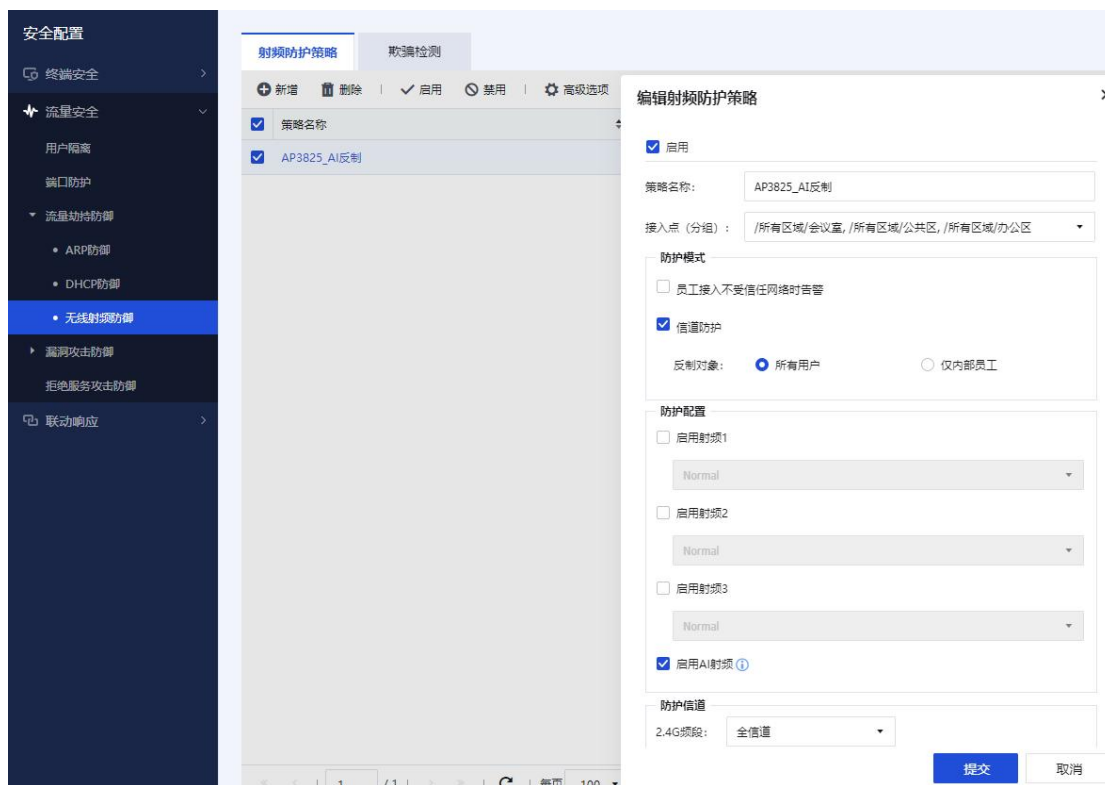 安全配置
终端安全
流量安全
用户隔离
端口防护
流量劫持防御
ARP防御
DHCP防御
无线射频防御
漏洞攻击防御
拒绝服务攻击防御
联动响应
射频防护策略 欺骗检测
新增 删除 启用 禁用 高级选项
策略名称
AP3825_AI反制
1 / 1 每页 100
编辑射频防护策略
启用
策略名称: AP3825_AI反制
接入点（分组）: /所有区域/会议室, /所有区域/公共区, /所有区域/办公区
防护模式
员工接入不受信任网络时告警
信道防护
反制对象: 所有用户 仅内部员工
防护配置
启用射频1
Normal
启用射频2
Normal
启用射频3
Normal
启用AI射频
防护信道
2.4G频段: 全信道
提交 取消